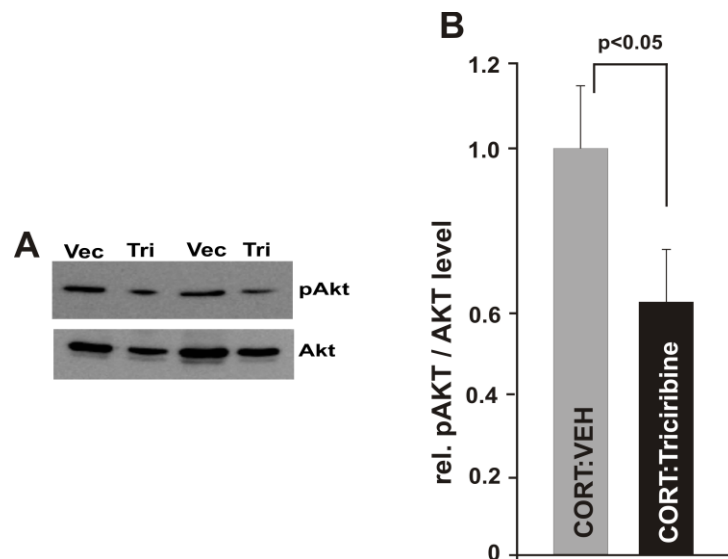 A
Vec Tri Vec Tri
pAkt
Akt
B
p<0.05
rel. pAKT / AKT level
1.2
1.0
0.6
0.4
0.2
0
CORT:VEH
CORT:Triciribine